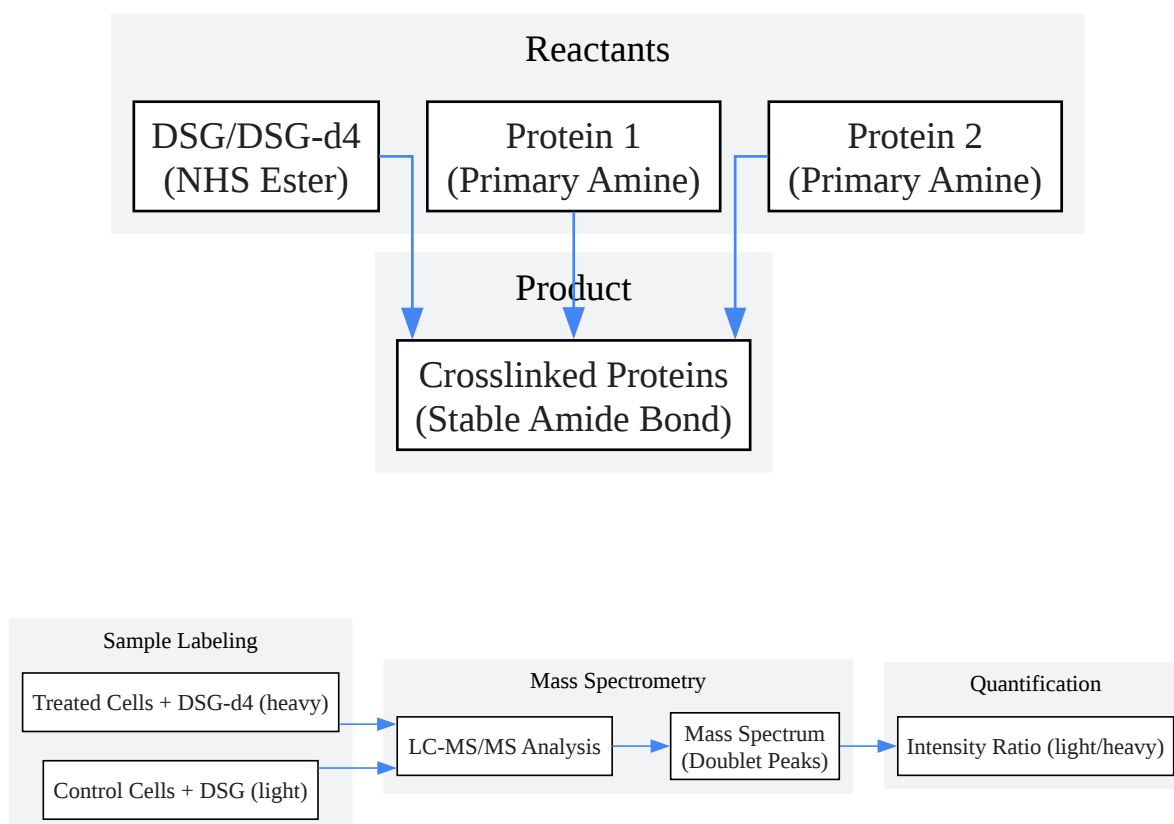 Reactants
DSG/DSG-d4
(NHS Ester)
Protein 1
(Primary Amine)
Protein 2
(Primary Amine)
Product
Crosslinked Proteins
(Stable Amide Bond)
Sample Labeling
Treated Cells + DSG-d4 (heavy)
Control Cells + DSG (light)
Mass Spectrometry
LC-MS/MS Analysis
Mass Spectrum
(Doublet Peaks)
Quantification
Intensity Ratio (light/heavy)